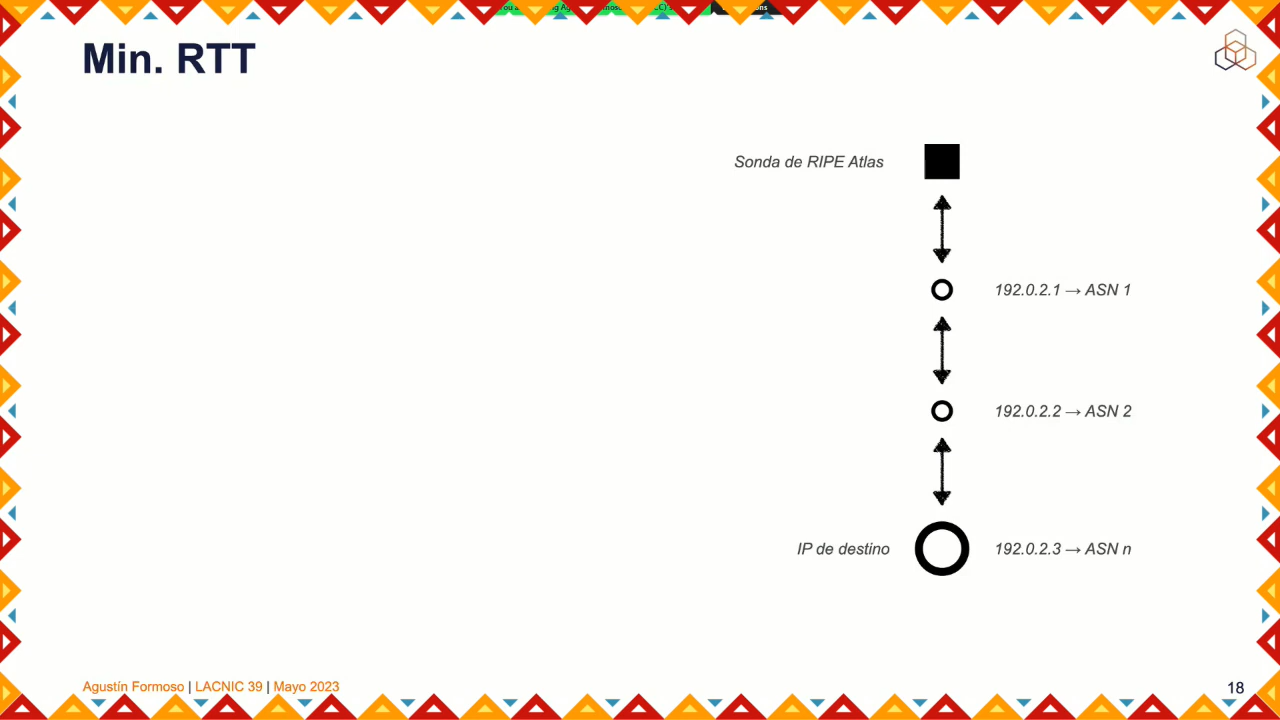 Min. RTT
Sonda de RIPE Atlas
192.0.2.1 → ASN 1
192.0.2.2 → ASN 2
IP de destino
192.0.2.3 → ASN n
Agustín Formoso | LACNIC 39 | Mayo 2023
18